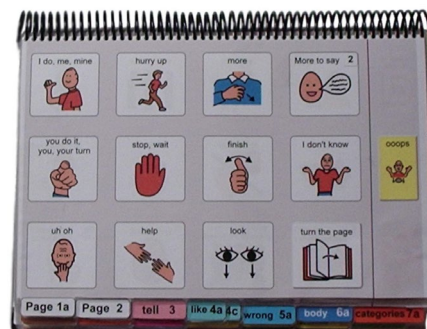 I do, me, mine
hurry up
more
More to say 2
you do it,
you, your turn
stop, wait
finish
I don't know
ooops
uh oh
help
look
turn the page
Page 1a
Page 2
tell 3
like 4a
4c
wrong 5a
body 6a
categories 7a